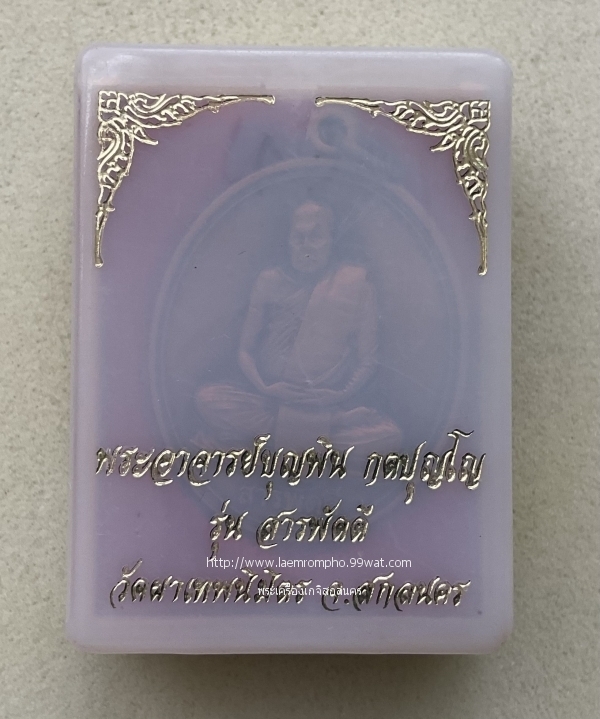 พระอาจารย์บุญพิน กตปุญโญ
รุ่น สารพัดดี
http://www.laemrompho.99wat.com
วัดผาเทพนิมิตร จ.สกลนคร
พระเครื่องเกจิสกลนคร